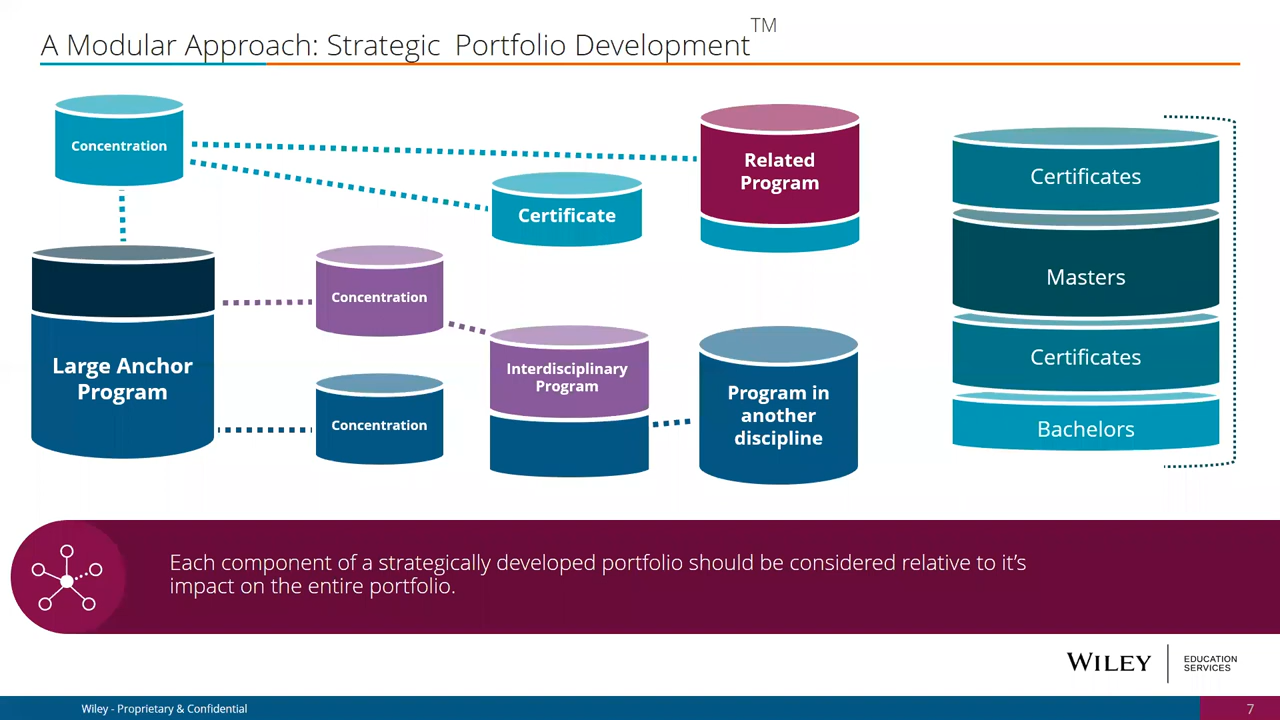 A Modular Approach: Strategic Portfolio Development™
Concentration
Related
Program
Certificate
Certificates
Masters
Certificates
Bachelors
Concentration
Large Anchor
Program
Interdisciplinary
Program
Program in
another
discipline
Concentration
Each component of a strategically developed portfolio should be considered relative to it’s
impact on the entire portfolio.
WILEY
EDUCATION
SERVICES
Wiley - Proprietary & Confidential
7